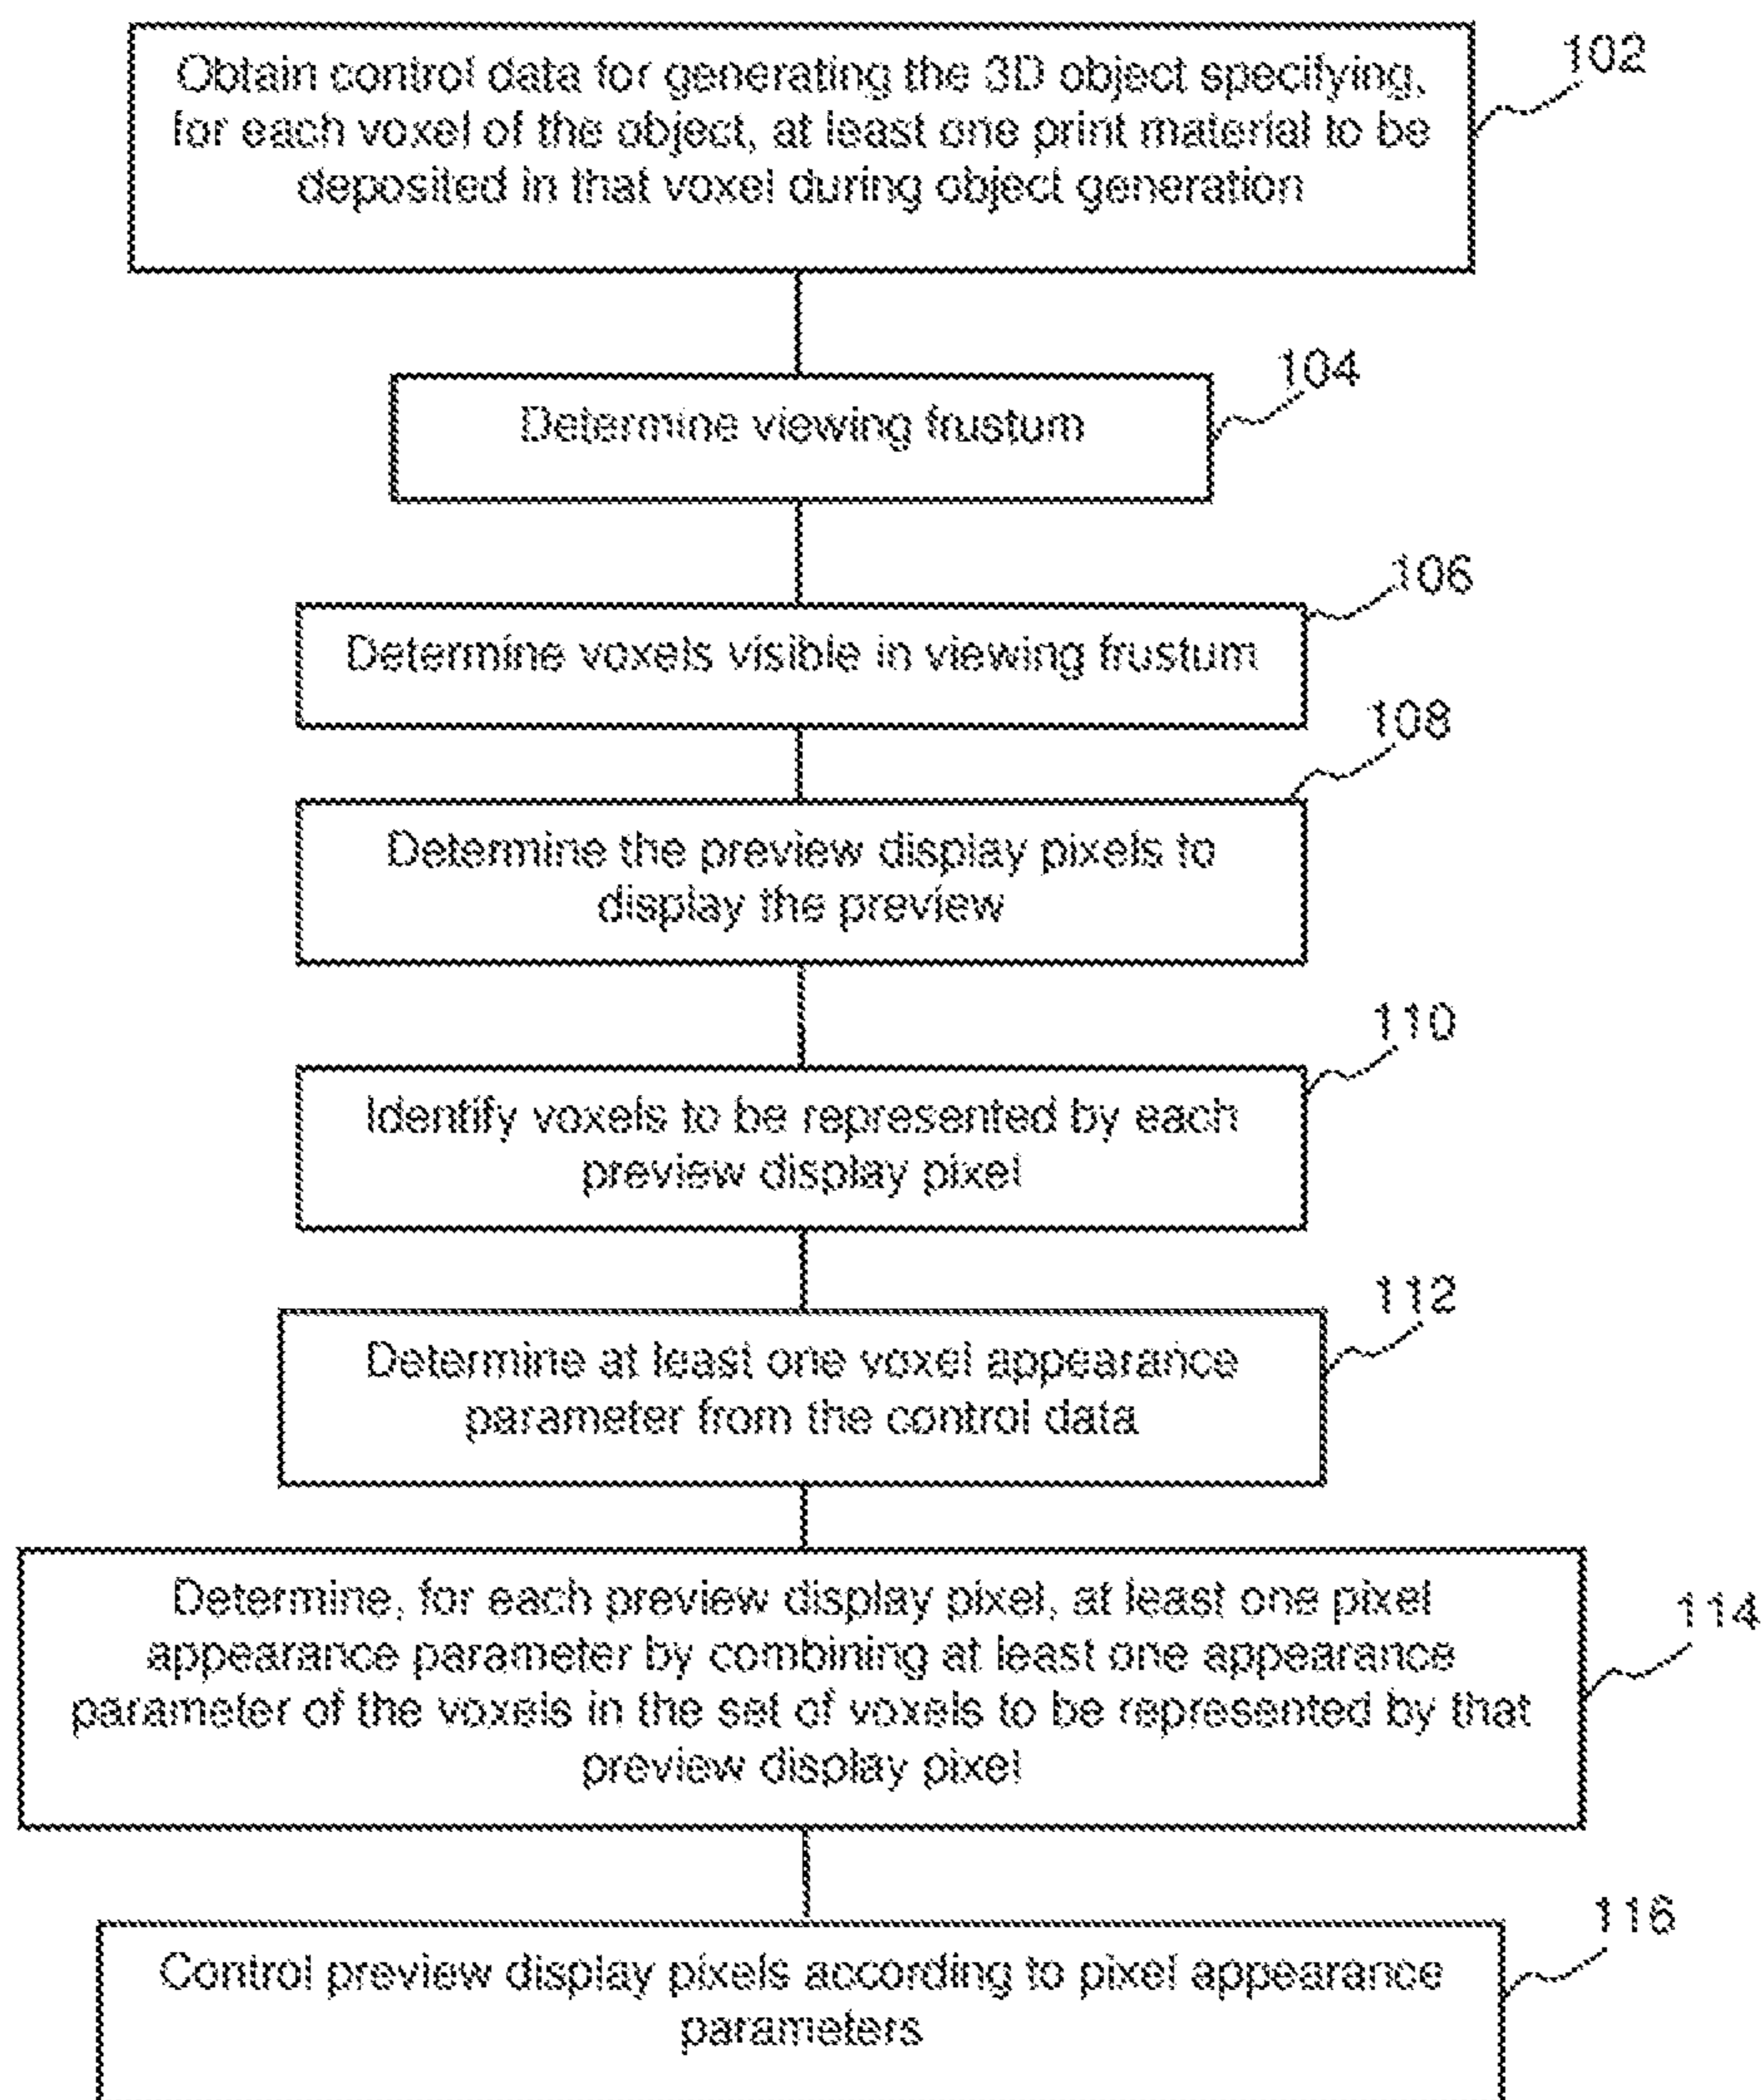 Obtain control data for generating the 3D object specifying,
for each voxel of the object, at least one print material to be
deposited in that voxel during object generation
102
Determine viewing frustum
104
Determine voxels visible in viewing frustum
106
Determine the preview display pixels to
display the preview
108
Identify voxels to be represented by each
preview display pixel
110
Determine at least one voxel appearance
parameter from the control data
112
Determine, for each preview display pixel, at least one pixel
appearance parameter by combining at least one appearance
parameter of the voxels in the set of voxels to be represented by that
preview display pixel
114
Control preview display pixels according to pixel appearance
parameters
116